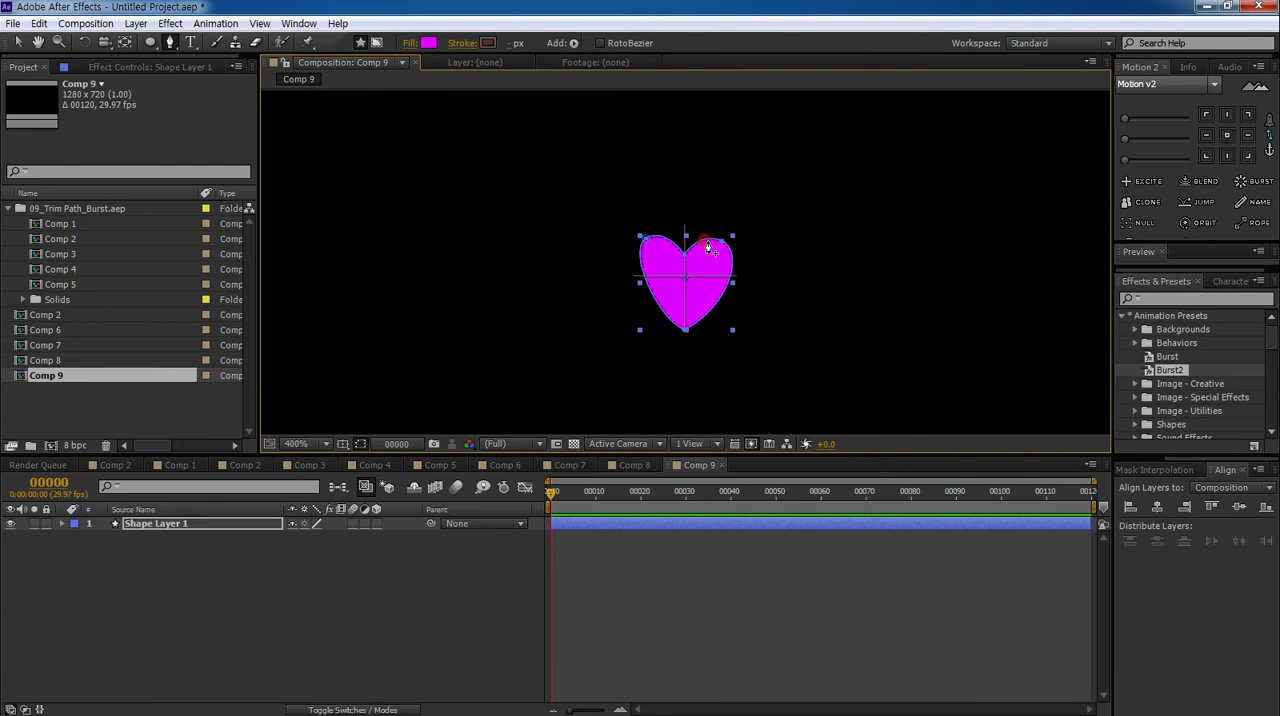 Adobe After Effects - Untitled Project.aep *
File Edit Composition Layer Effect Animation View Window Help
Fill: Stroke: - px Add: RotoBezier Workspace: Standard Search Help
Project Effect Controls: Shape Layer 1
Composition: Comp 9 Layer: (none) Footage: (none)
Motion 2 Info Audio
Comp 9
Comp 9▼
1280 x 720 (1.00)
Δ 00120, 29.97 fps
Motion v2
EXCITE BLEND BURST
CLONE JUMP NAME
NULL ORBIT ROPE
Name Type
09_Trim Path_Burst.aep Folde
Comp 1 Comp
Comp 2 Comp
Comp 3 Comp
Comp 4 Comp
Comp 5 Comp
Solids Folde
Comp 2 Comp
Comp 6 Comp
Comp 7 Comp
Comp 8 Comp
Comp 9 Comp
Preview
Effects & Presets Characte
* Animation Presets
Backgrounds
Behaviors
Burst
Burst2
Image - Creative
Image - Special Effects
Image - Utilities
Shapes
Sound Effects
8 bpc
400% 00000 (Full) Active Camera 1 View +0.0
Render Queue Comp 2 Comp 1 Comp 2 Comp 3 Comp 4 Comp 5 Comp 6 Comp 7 Comp 8 Comp 9
Mask Interpolation Align
00000
0:00:00:00 (29.97 fps)
00010 00020 00030 00040 00050 00060 00070 00080 00090 00100 00110
Align Layers to: Composition
# Source Name Parent
1 Shape Layer 1 None
Distribute Layers:
Toggle Switches / Modes